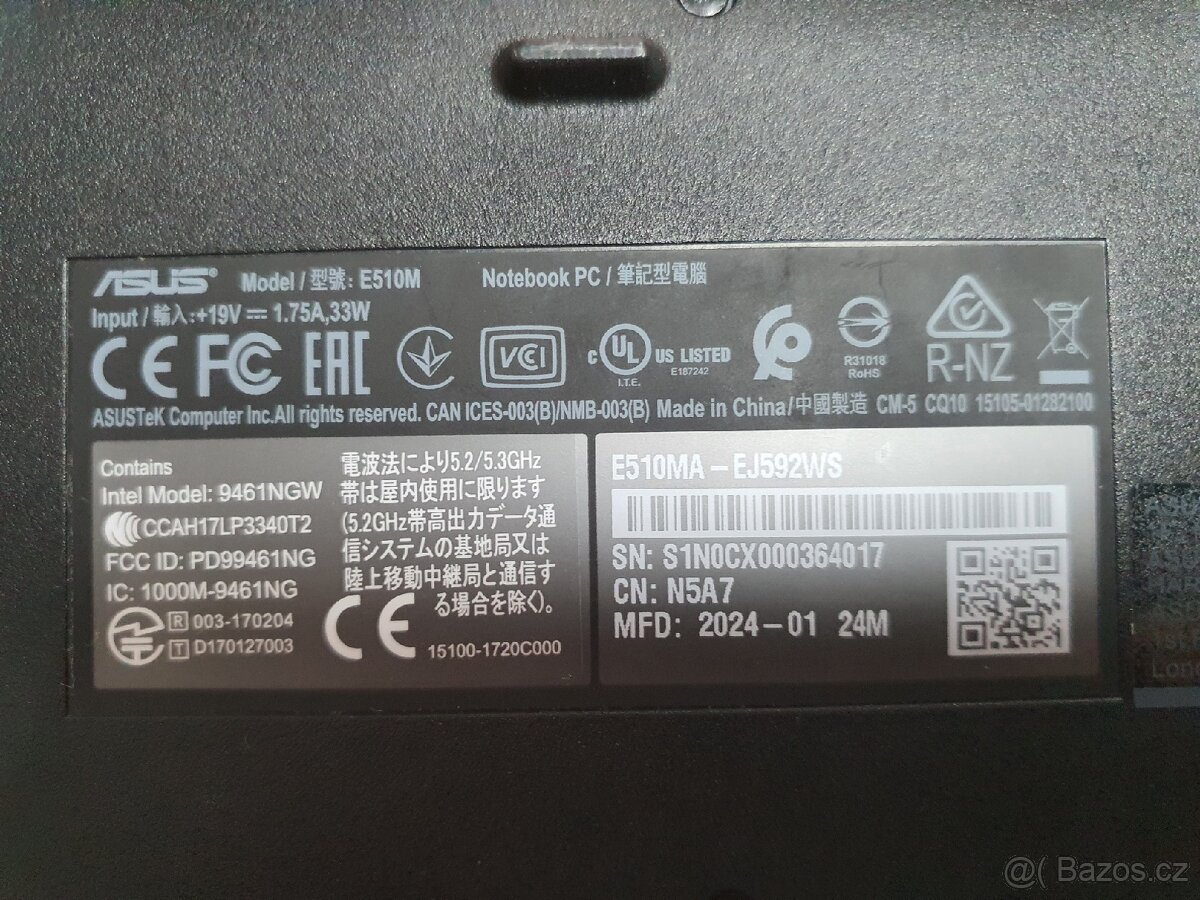 ASUS® Model / 型號: E510M Notebook PC / 筆記型電腦
Input / 輸入:+19V ⎓ 1.75A,33W
CE FC EAC VCI c UL US LISTED
I.T.E. E187242
R31018
RoHS
R-NZ
ASUSTeK Computer Inc.All rights reserved. CAN ICES-003(B)/NMB-003(B) Made in China/中國製造 CM-5 CQ10 15105-01282100
Contains
Intel Model: 9461NGW
CCAH17LP3340T2
FCC ID: PD99461NG
IC: 1000M-9461NG
R 003-170204
T D170127003
電波法により5.2/5.3GHz
帯は屋内使用に限ります
(5.2GHz帯高出力データ通
信システムの基地局又は
陸上移動中継局と通信す
る場合を除く)。
CE 15100-1720C000
E510MA-EJ592WS
SN: S1N0CX000364017
CN: N5A7
MFD: 2024-01 24M
@( Bazos.cz